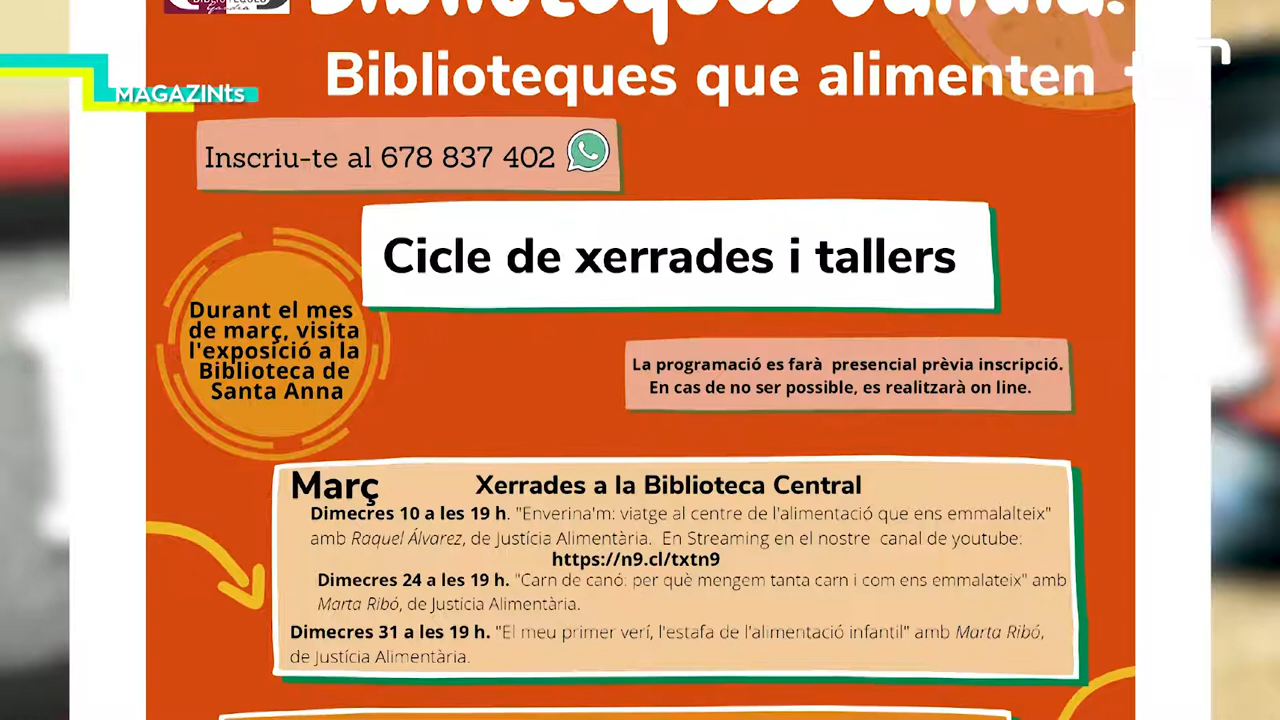 BIBLIOTEQUES
Gandia
Biblioteques
Biblioteques que alimenten
MAGAZINts
Inscriu-te al 678 837 402
Cicle de xerrades i tallers
Durant el mes
de març, visita
l'exposició a la
Biblioteca de
Santa Anna
La programació es farà presencial prèvia inscripció.
En cas de no ser possible, es realitzarà on line.
Març
Xerrades a la Biblioteca Central
Dimecres 10 a les 19 h. "Enverina'm: viatge al centre de l'alimentació que ens emmalalteix"
amb Raquel Álvarez, de Justícia Alimentària. En Streaming en el nostre canal de youtube:
https://n9.cl/txtn9
Dimecres 24 a les 19 h. "Carn de canó: per què mengem tanta carn i com ens emmalateix" amb
Marta Ribó, de Justícia Alimentària.
Dimecres 31 a les 19 h. "El meu primer verí, l'estafa de l'alimentació infantil" amb Marta Ribó,
de Justícia Alimentària.